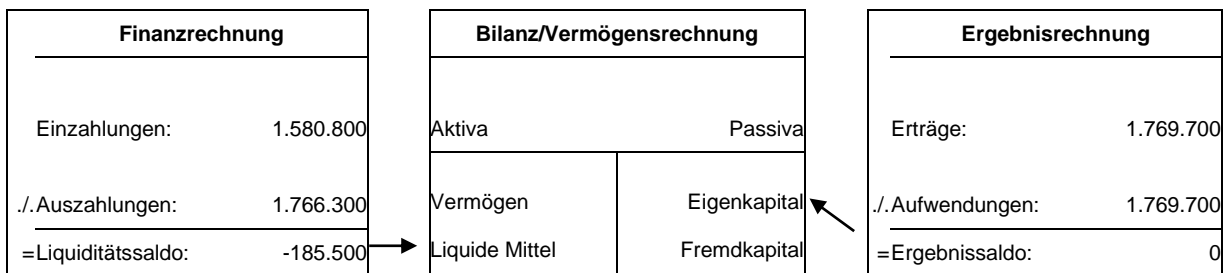 Finanzrechnung
Einzahlungen: 1.580.800
./.Auszahlungen: 1.766.300
=Liquiditätssaldo: -185.500
Bilanz/Vermögensrechnung
Aktiva Passiva
Vermögen Eigenkapital
Liquide Mittel Fremdkapital
Ergebnisrechnung
Erträge: 1.769.700
./.Aufwendungen: 1.769.700
=Ergebnissaldo: 0